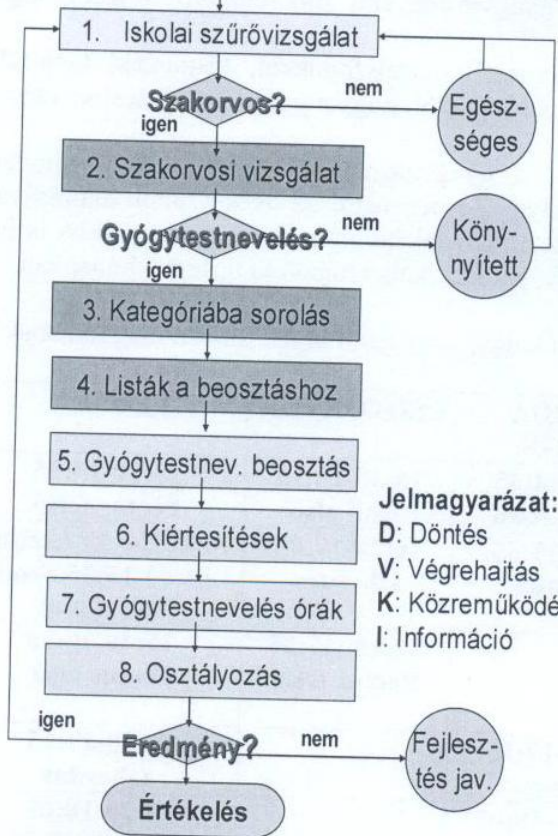 1. Iskolai szűrővizsgálat
Szakorvos?
nem
Egész-
séges
igen
2. Szakorvosi vizsgálat
Gyógytestnevelés?
nem
Köny-
nyített
igen
3. Kategóriába sorolás
4. Listák a beosztáshoz
5. Gyógytestnev. beosztás
6. Kiértesítések
7. Gyógytestnevelés órák
8. Osztályozás
Jelmagyarázat:
D: Döntés
V: Végrehajtás
K: Közreműködé
I: Információ
igen
Eredmény?
nem
Fejlesz-
tés jav.
Értékelés